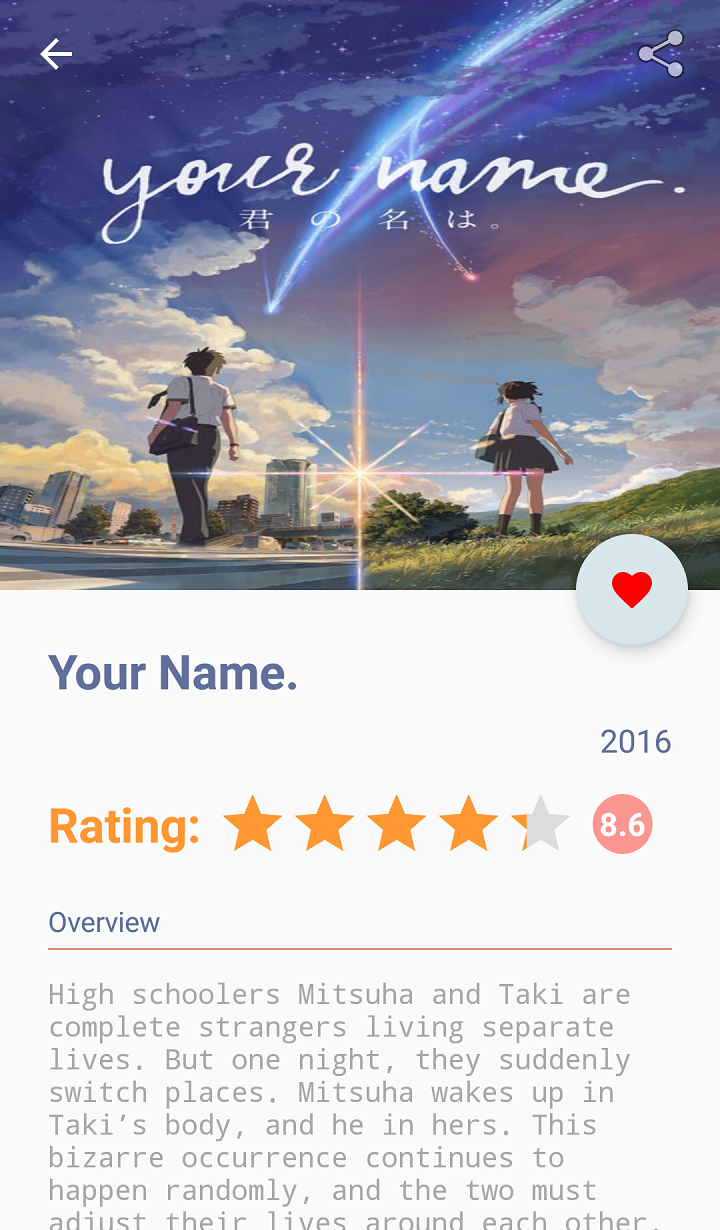 your name.
君の名は。
Your Name.
2016
Rating:
8.6
Overview
High schoolers Mitsuha and Taki are
complete strangers living separate
lives. But one night, they suddenly
switch places. Mitsuha wakes up in
Taki’s body, and he in hers. This
bizarre occurrence continues to
happen randomly, and the two must
adjust their lives around each other.